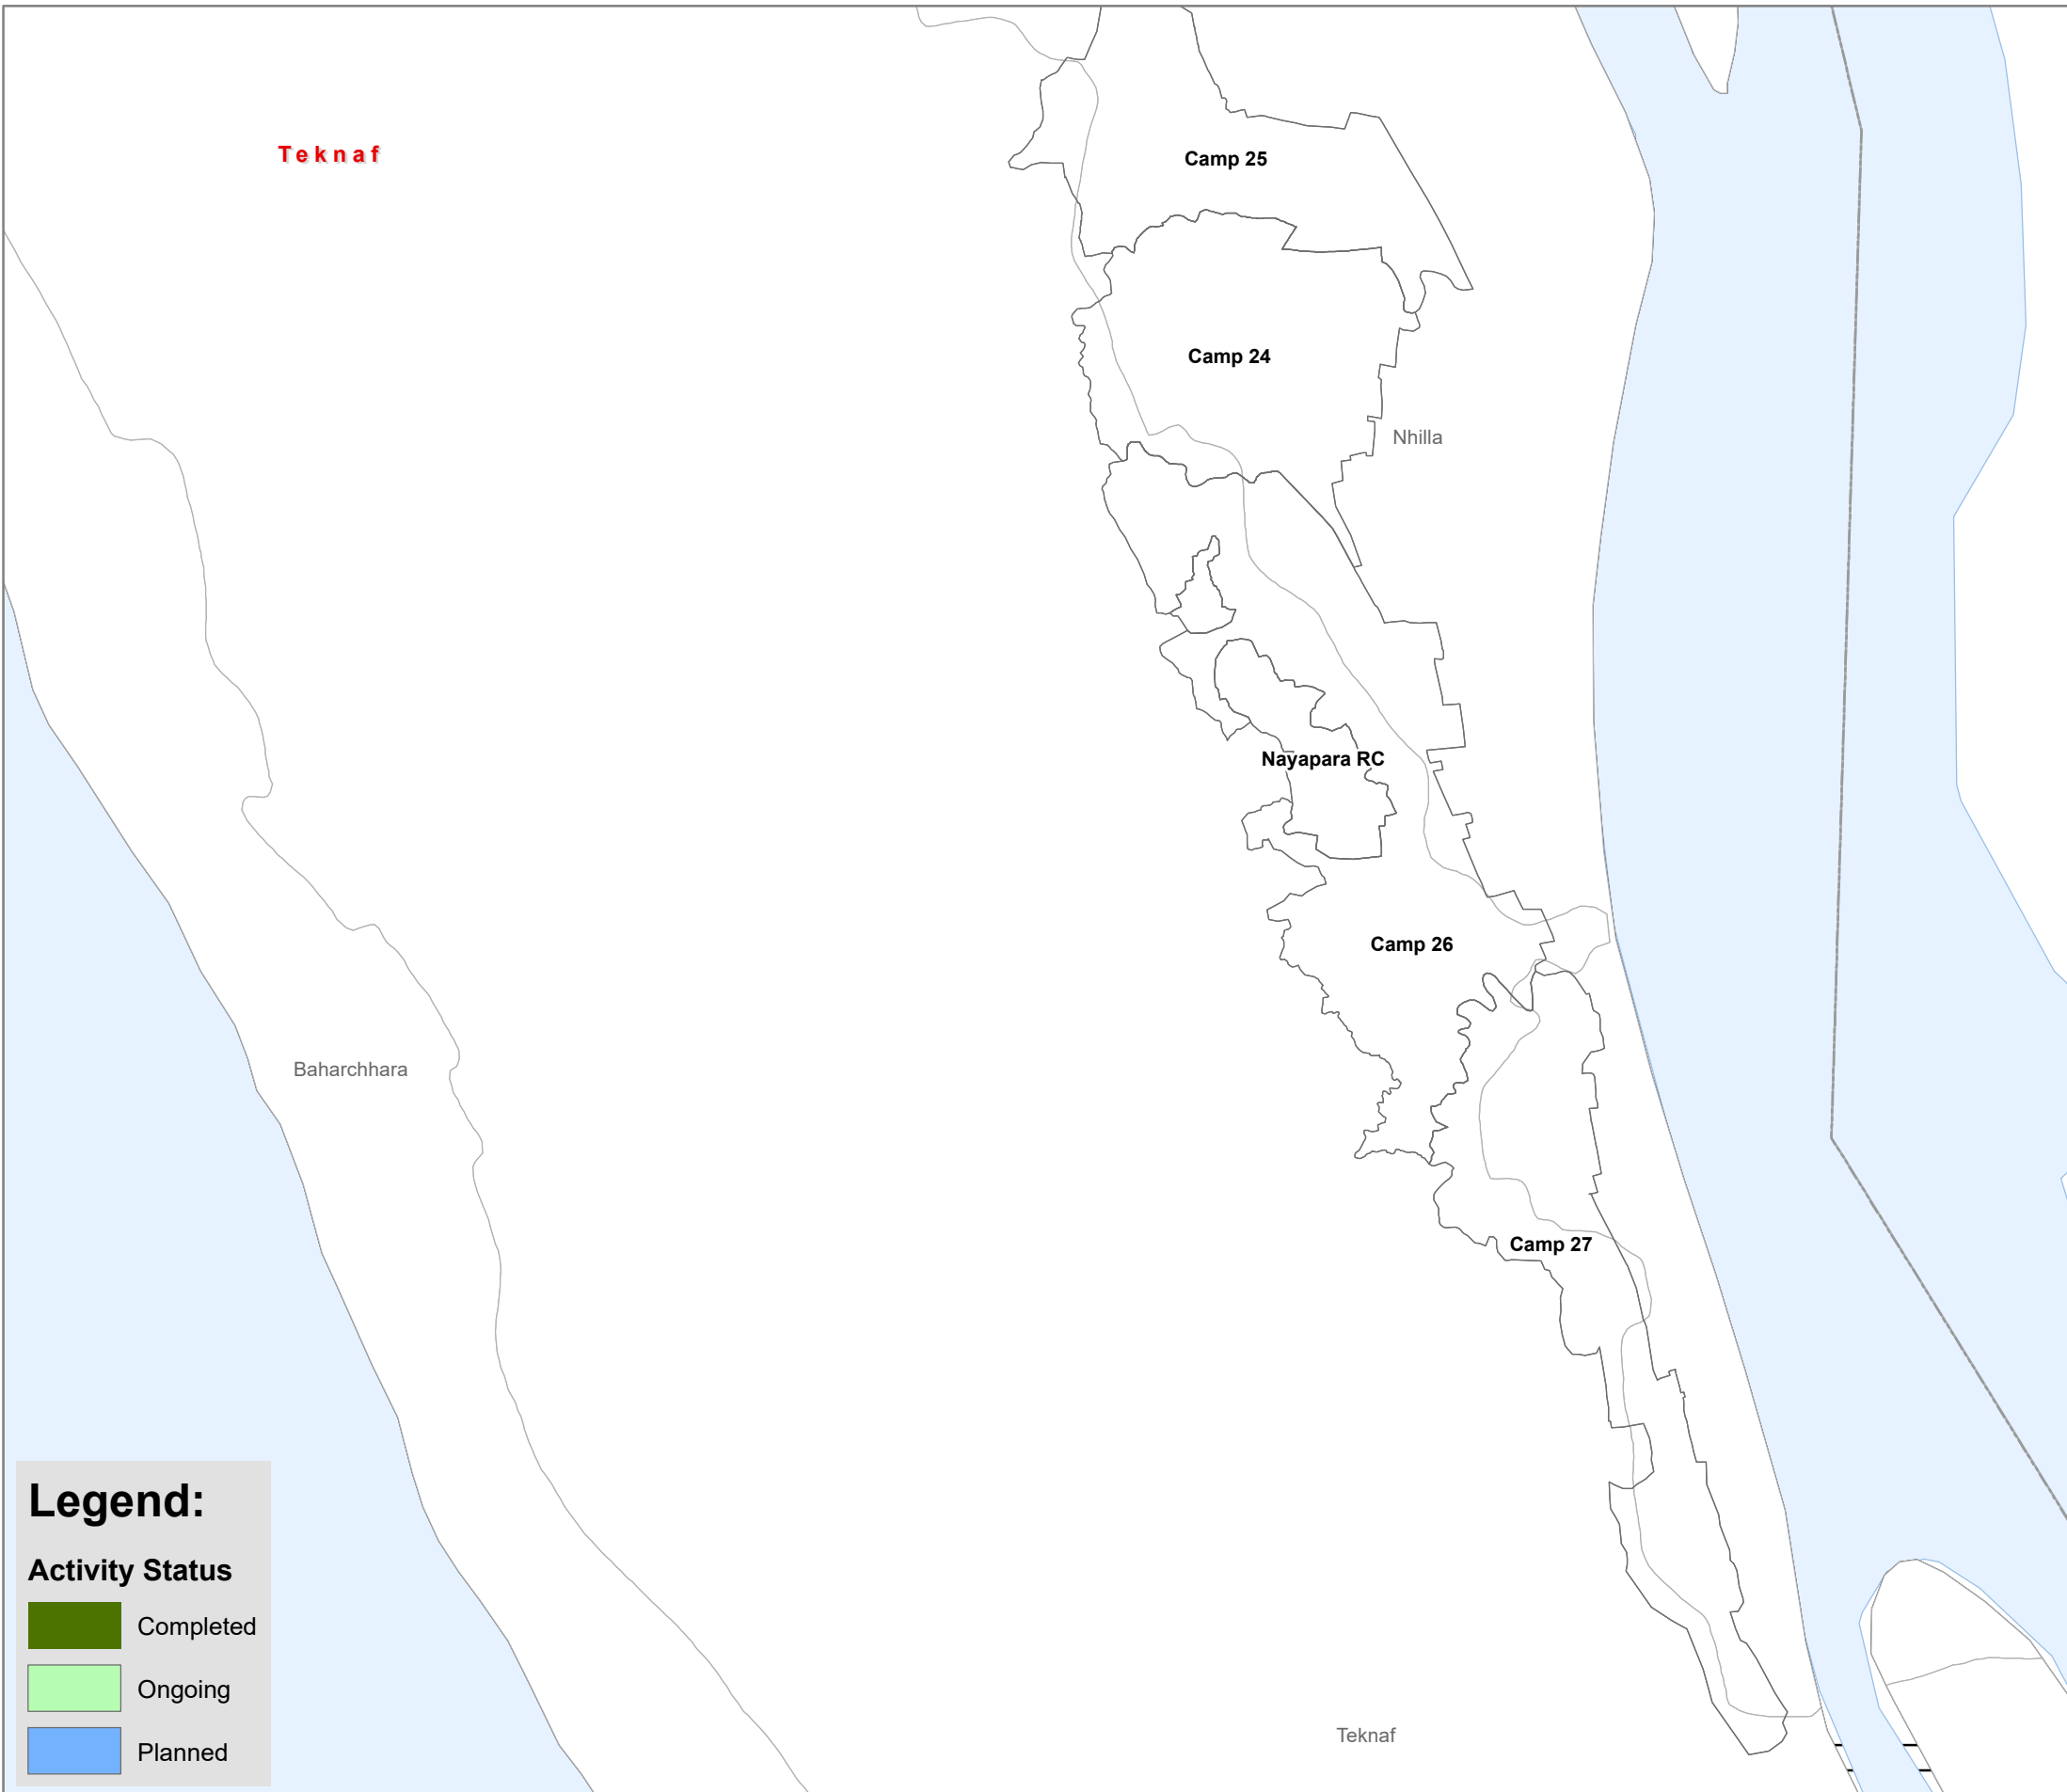 Teknaf
Camp 25
Camp 24
Nhilla
Nayapara RC
Camp 26
Baharchhara
Camp 27
Legend:
Activity Status
Completed
Ongoing
Planned
Teknaf